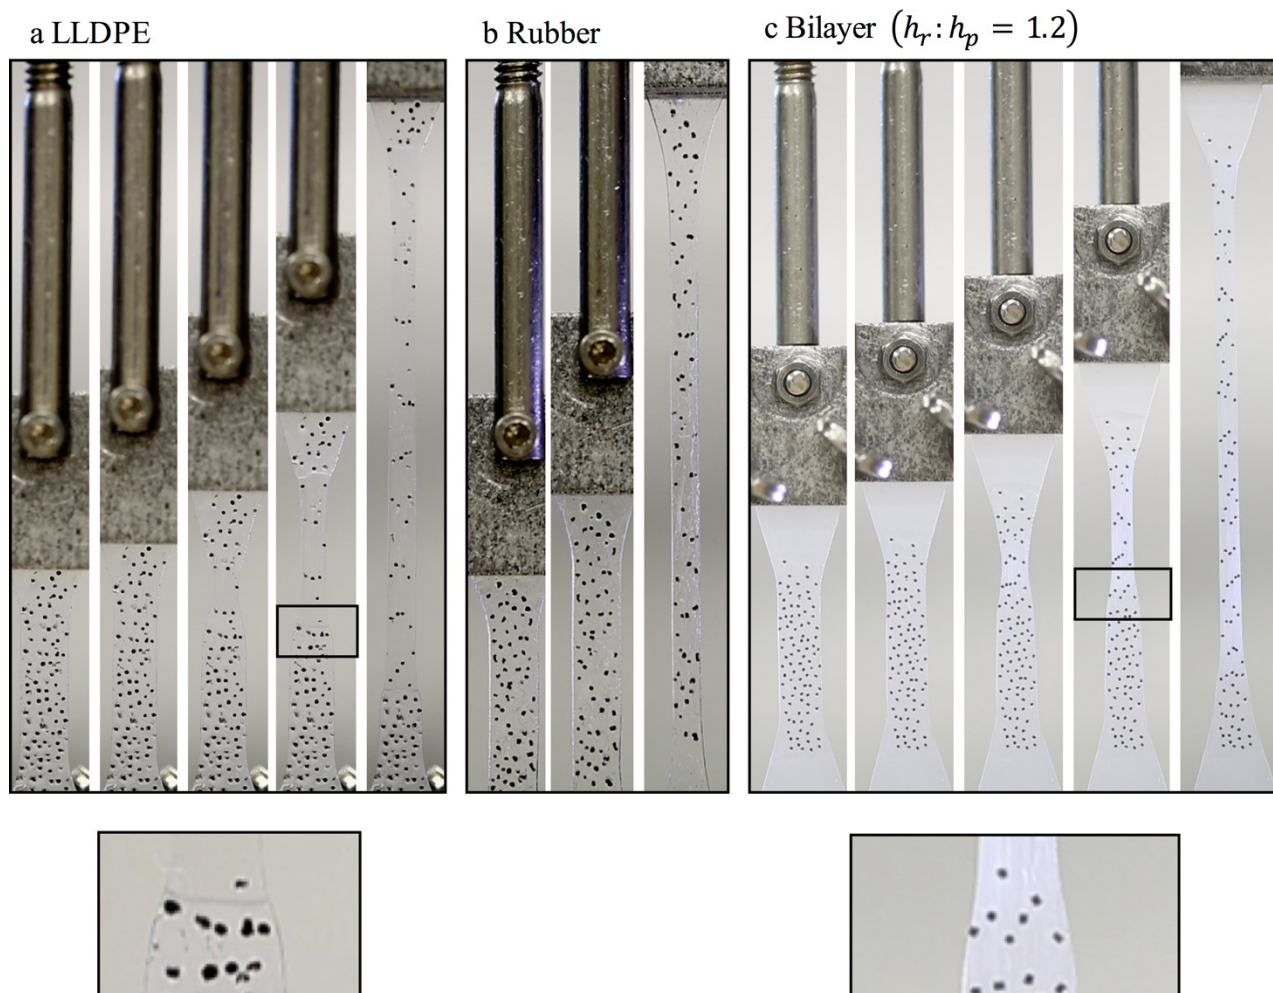 a LLDPE
b Rubber
c Bilayer (h_r : h_p = 1.2)